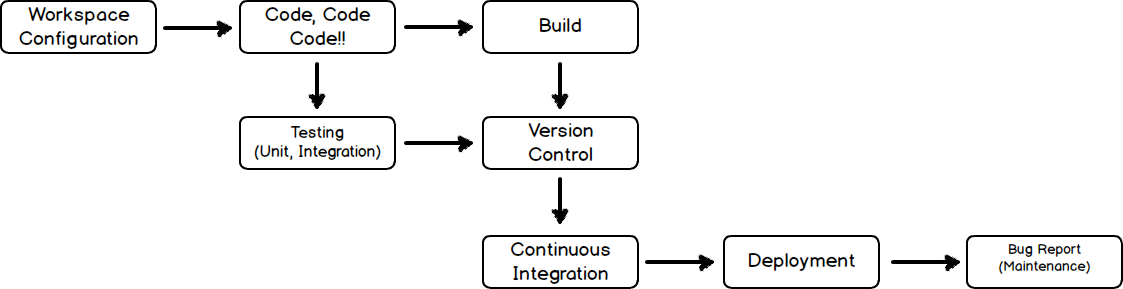 Workspace
Configuration
Code, Code
Code!!
Build
Testing
(Unit, Integration)
Version
Control
Continuous
Integration
Deployment
Bug Report
(Maintenance)